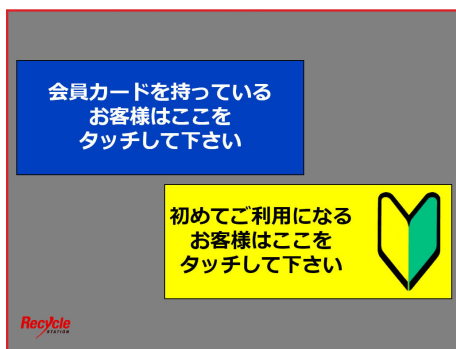 会員カードを持っている
お客様はここを
タッチして下さい
初めてご利用になる
お客様はここを
タッチして下さい
Recycle
STATION